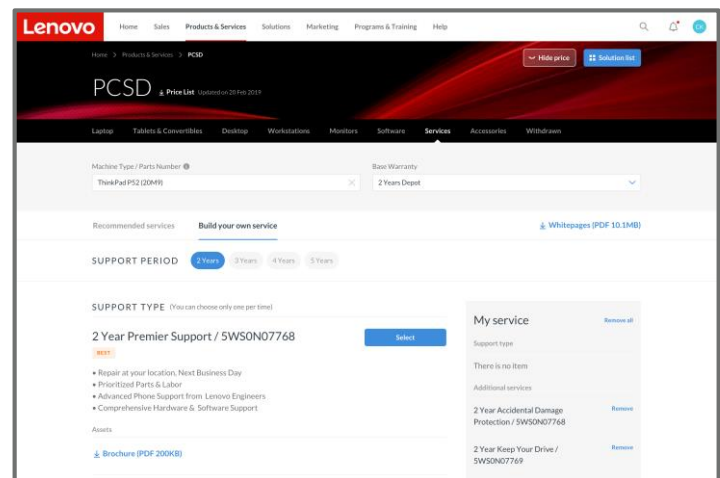 Lenovo
Home Sales Products & Services Solutions Marketing Programs & Training Help
Home > Products & Services > PCSD
Hide price
Solution list
PCSD Price List Updated on 20 Feb 2019
Laptop Tablets & Convertibles Desktop Workstations Monitors Software Services Accessories Withdrawn
Machine Type / Parts Number
Base Warranty
ThinkPad P52 (20M9)
2 Years Depot
Recommended services Build your own service
Whitepages (PDF 10.1MB)
SUPPORT PERIOD 2 Years 3 Years 4 Years 5 Years
SUPPORT TYPE (You can choose only one per time)
2 Year Premier Support / 5WS0N07768
Select
BEST
• Repair at your location, Next Business Day
• Prioritized Parts & Labor
• Advanced Phone Support from Lenovo Engineers
• Comprehensive Hardware & Software Support
Assets
Brochure (PDF 200KB)
My service Remove all
Support type
There is no item
Additional services
2 Year Accidental Damage Remove
Protection / 5WS0N07768
2 Year Keep Your Drive / Remove
5WS0N07769